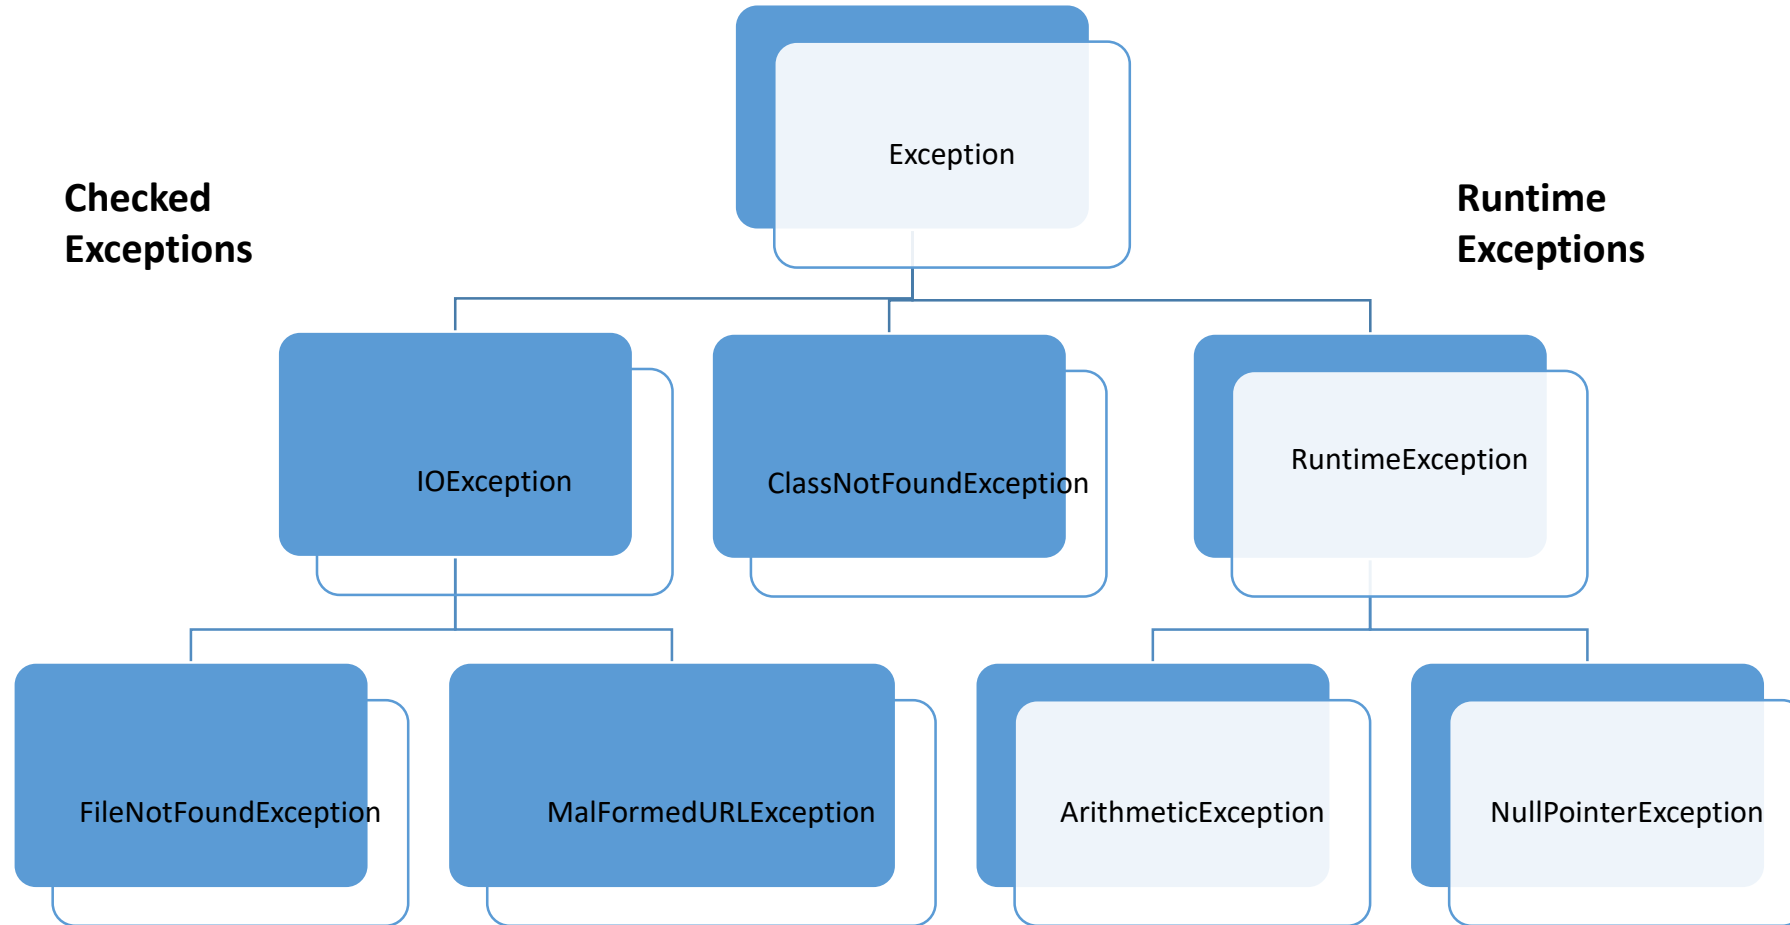 Exception
Checked
Exceptions
Runtime
Exceptions
IOException
ClassNotFoundException
RuntimeException
FileNotFoundException
MalFormedURLException
ArithmeticException
NullPointerException